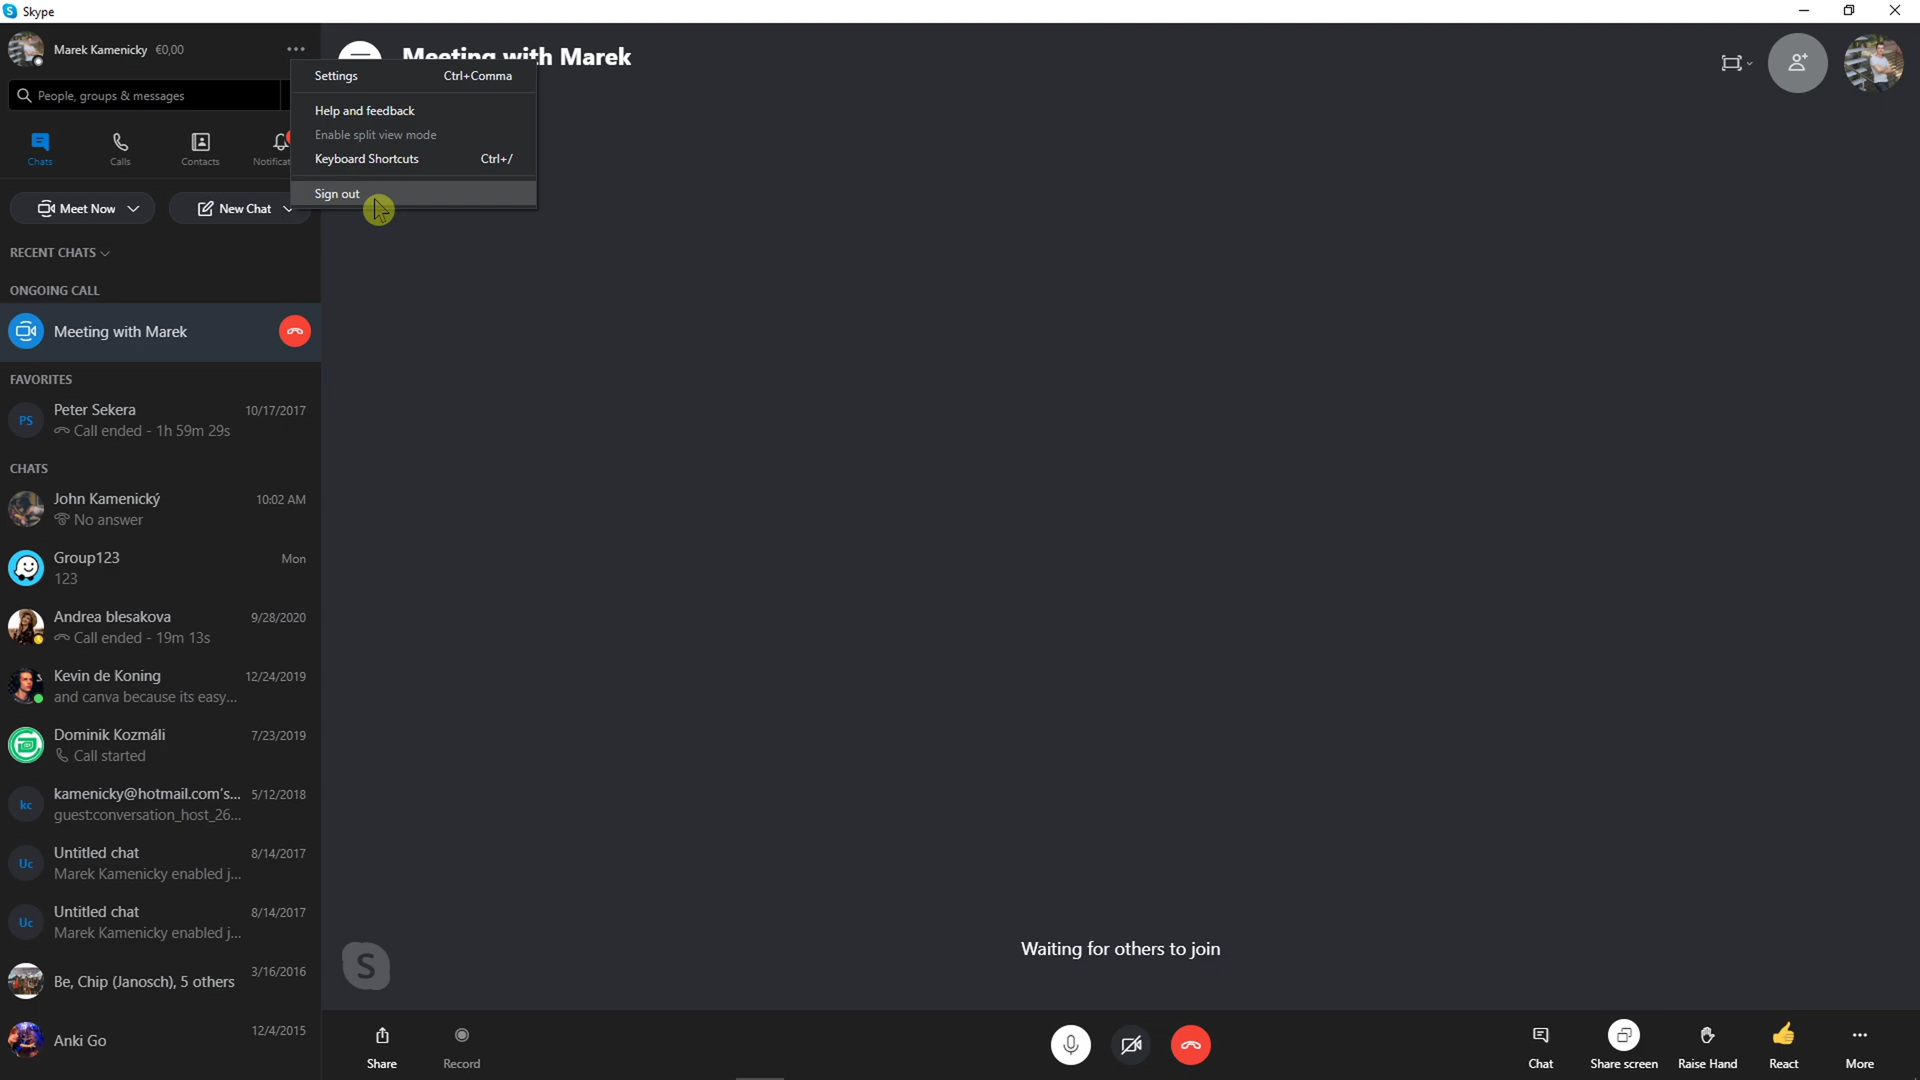 Skype
Marek Kamenicky €0,00
Meeting with Marek
People, groups & messages
Settings Ctrl+Comma
Help and feedback
Enable split view mode
Keyboard Shortcuts Ctrl+/
Sign out
Chats
Calls
Contacts
Notificat
Meet Now
New Chat
RECENT CHATS
ONGOING CALL
Meeting with Marek
FAVORITES
PS
Peter Sekera 10/17/2017
Call ended - 1h 59m 29s
CHATS
John Kamenický 10:02 AM
No answer
Group123 Mon
123
Andrea blesakova 9/28/2020
Call ended - 19m 13s
Kevin de Koning 12/24/2019
and canva because its easy...
Dominik Kozmáli 7/23/2019
Call started
kc
kamenicky@hotmail.com's... 5/12/2018
guest:conversation_host_26...
Uc
Untitled chat 8/14/2017
Marek Kamenicky enabled j...
Uc
Untitled chat 8/14/2017
Marek Kamenicky enabled j...
Be, Chip (Janosch), 5 others 3/16/2016
Anki Go 12/4/2015
Waiting for others to join
S
Share
Record
Chat
Share screen
Raise Hand
React
More